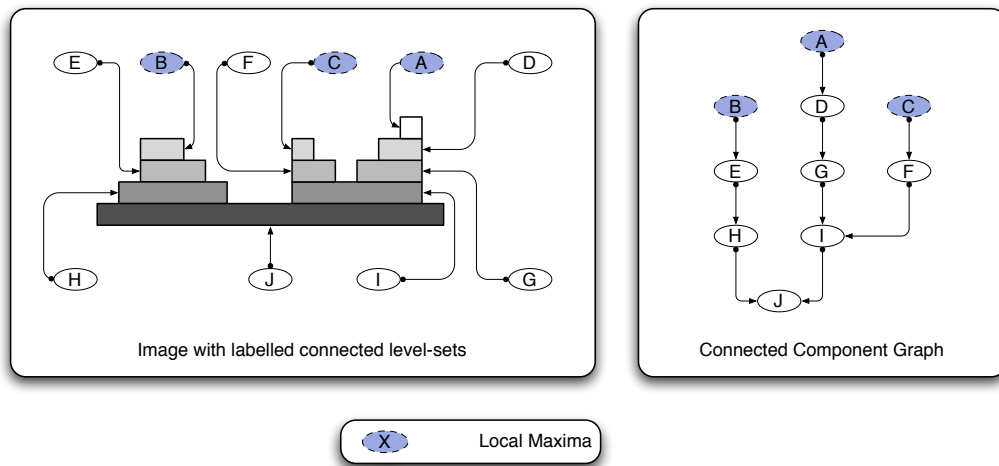 E B F C A D
H J I G
Image with labelled connected level-sets
A
B D C
E G F
H I
J
Connected Component Graph
X Local Maxima